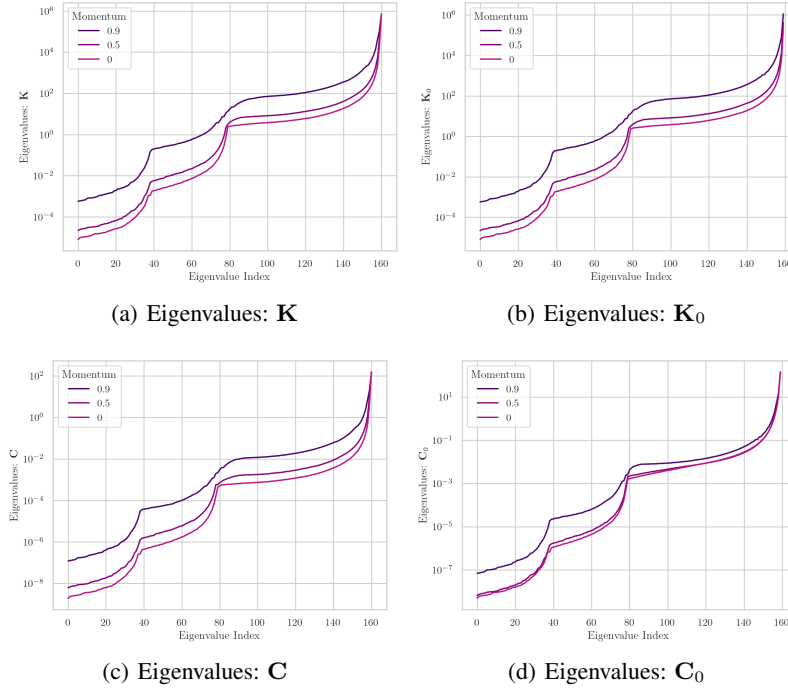 Momentum
0.9
0.5
0
10^6
10^4
10^2
10^0
10^−2
10^−4
Eigenvalues: K
0 20 40 60 80 100 120 140 160
Eigenvalue Index
(a) Eigenvalues: K
Momentum
0.9
0.5
0
10^6
10^4
10^2
10^0
10^−2
10^−4
Eigenvalues: K₀
0 20 40 60 80 100 120 140 160
Eigenvalue Index
(b) Eigenvalues: K₀
Momentum
0.9
0.5
0
10^2
10^0
10^−2
10^−4
10^−6
10^−8
Eigenvalues: C
0 20 40 60 80 100 120 140 160
Eigenvalue Index
(c) Eigenvalues: C
Momentum
0.9
0.5
0
10^1
10^−1
10^−3
10^−5
10^−7
Eigenvalues: C₀
0 20 40 60 80 100 120 140 160
Eigenvalue Index
(d) Eigenvalues: C₀